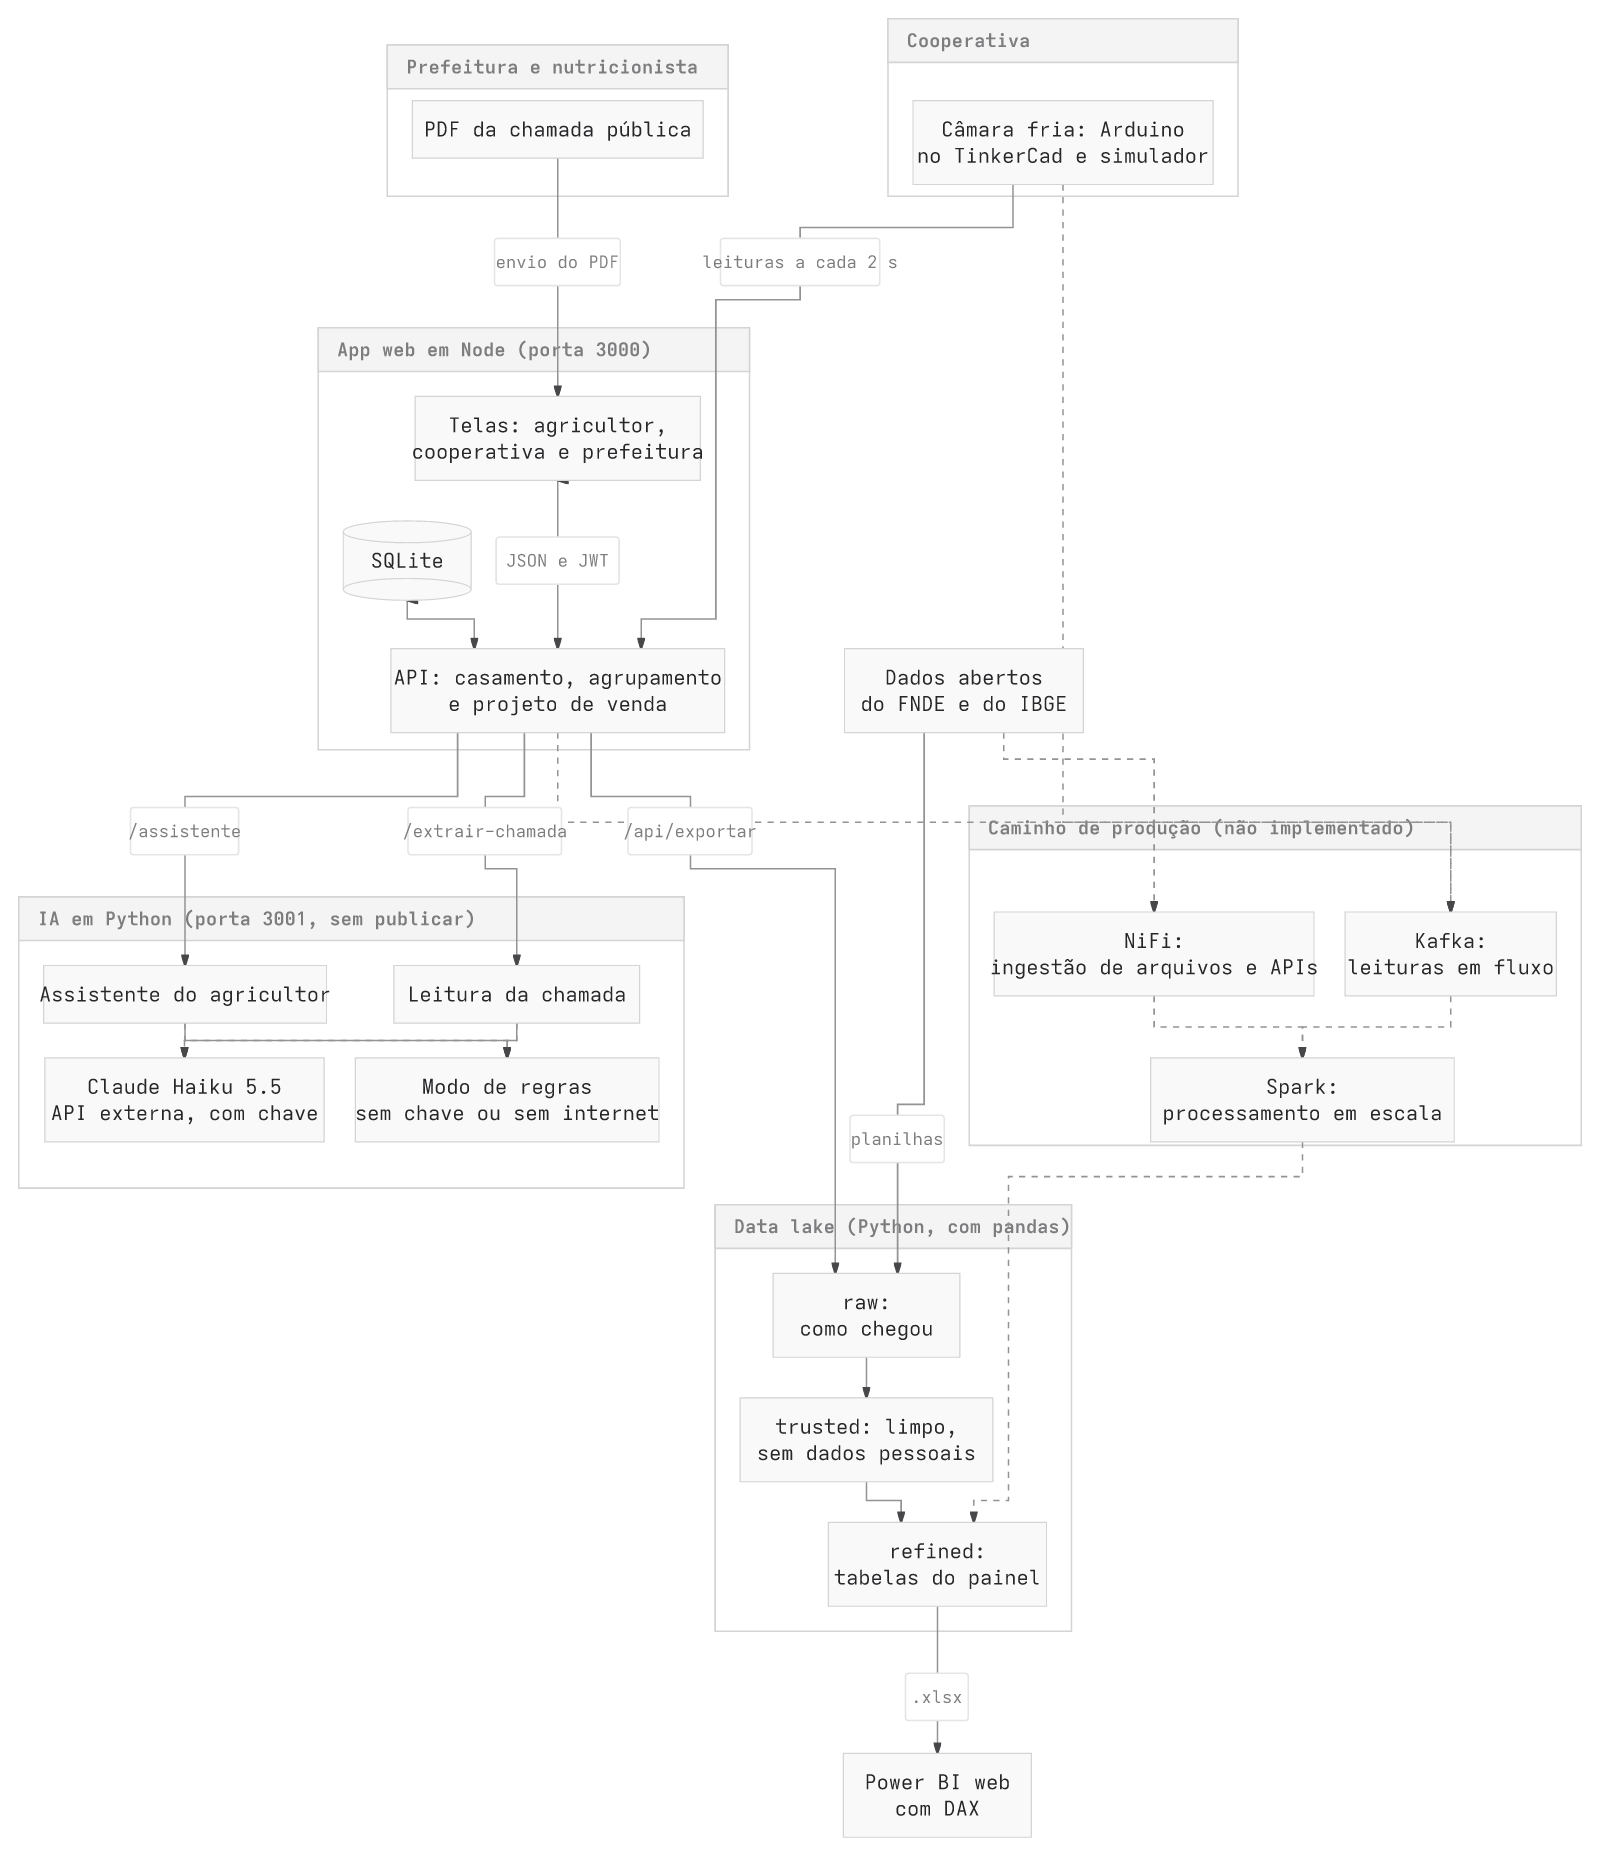 Cooperativa
Prefeitura e nutricionista
PDF da chamada pública
Câmara fria: Arduino
no TinkerCad e simulador
envio do PDF
leituras a cada 2 s
App web em Node (porta 3000)
Telas: agricultor,
cooperativa e prefeitura
SQLite
JSON e JWT
API: casamento, agrupamento
e projeto de venda
Dados abertos
do FNDE e do IBGE
/assistente
/extrair-chamada
/api/exportar
Caminho de produção (não implementado)
IA em Python (porta 3001, sem publicar)
NiFi:
ingestão de arquivos e APIs
Kafka:
leituras em fluxo
Assistente do agricultor
Leitura da chamada
Claude Haiku 5.5
API externa, com chave
Modo de regras
sem chave ou sem internet
Spark:
processamento em escala
planilhas
Data lake (Python, com pandas)
raw:
como chegou
trusted: limpo,
sem dados pessoais
refined:
tabelas do painel
.xlsx
Power BI web
com DAX